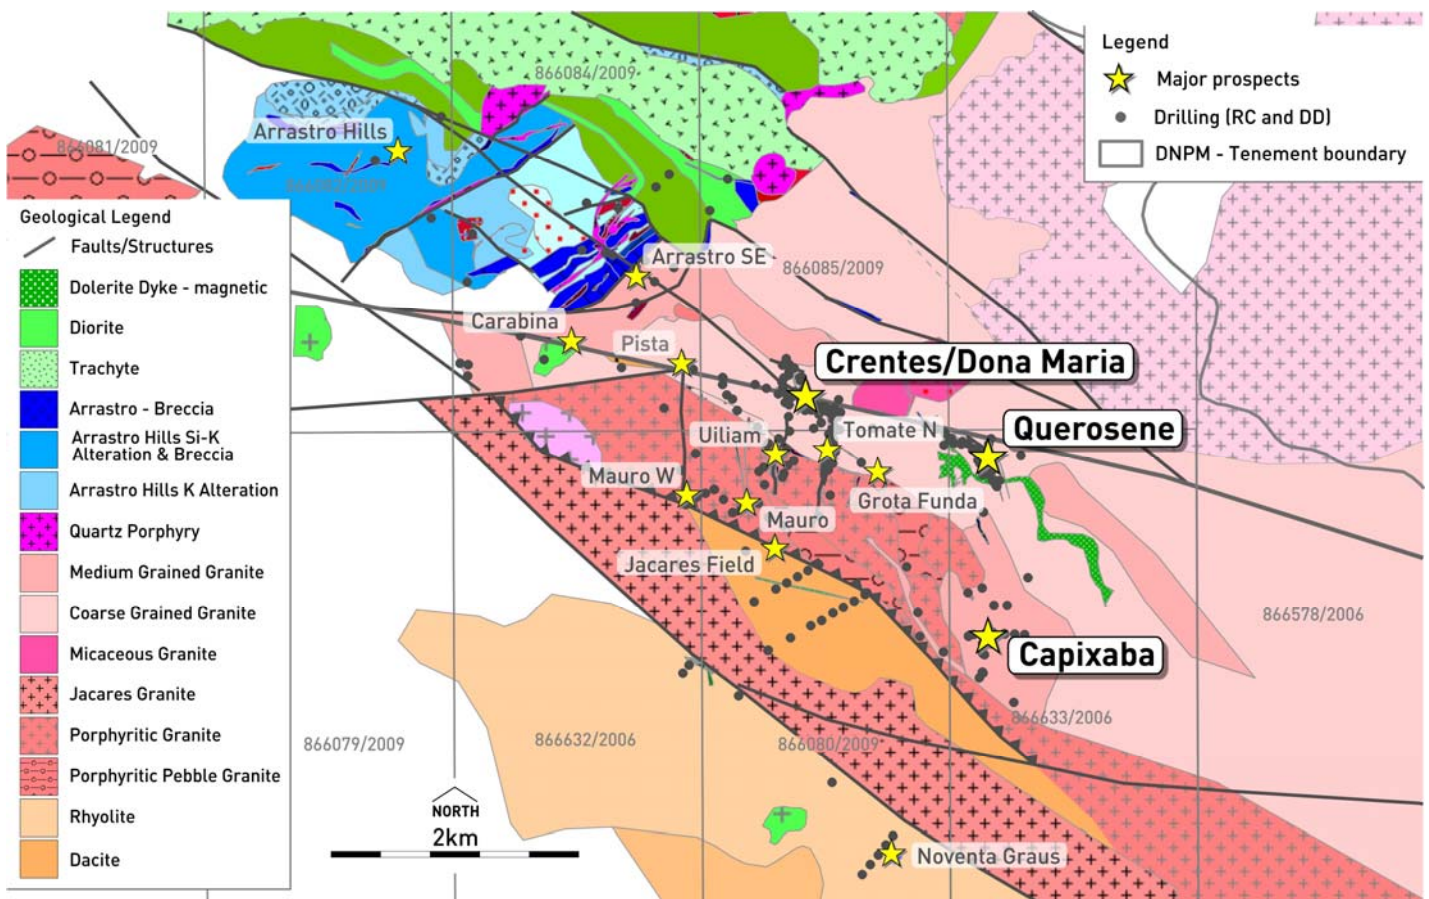 Legend
Major prospects
Drilling (RC and DD)
DNPM - Tenement boundary
866084/2009
Arrastro Hills
866081/2009
866082/2009
Geological Legend
Faults/Structures
Dolerite Dyke - magnetic
Diorite
Trachyte
Arrastro - Breccia
Arrastro Hills Si-K
Alteration & Breccia
Arrastro Hills K Alteration
Quartz Porphyry
Medium Grained Granite
Coarse Grained Granite
Micaceous Granite
Jacares Granite
Porphyritic Granite
Porphyritic Pebble Granite
Rhyolite
Dacite
Arrastro SE
866085/2009
Carabina
Pista
Crentes/Dona Maria
Uiliam
Tomate N
Querosene
Mauro W
Grota Funda
Mauro
Jacares Field
866578/2006
Capixaba
866633/2006
866079/2009
866632/2006
866080/2009
NORTH
2km
Noventa Graus